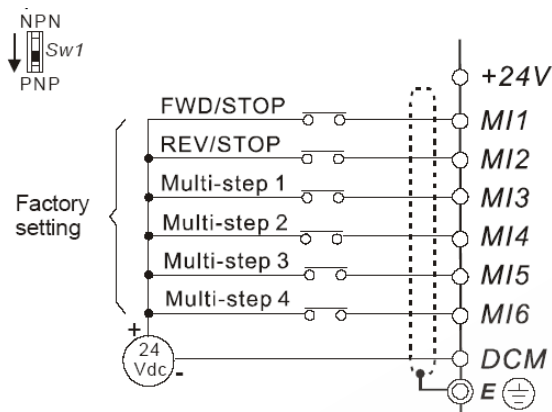 NPN
Sw1
PNP
+24V
FWD/STOP
MI1
REV/STOP
MI2
Multi-step 1
MI3
Factory
setting
Multi-step 2
MI4
Multi-step 3
MI5
Multi-step 4
MI6
+
24
Vdc
-
DCM
E